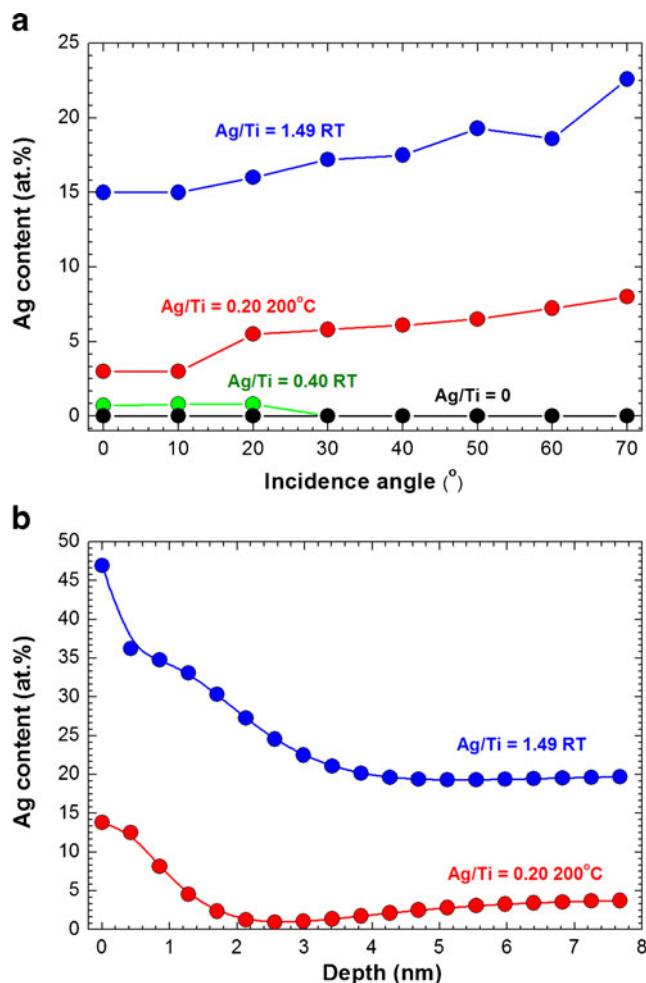 a
25
20
15
10
5
0
Ag content (at.%)
Ag/Ti = 1.49 RT
Ag/Ti = 0.20 200°C
Ag/Ti = 0.40 RT
Ag/Ti = 0
0 10 20 30 40 50 60 70
Incidence angle (°)
b
50
45
40
35
30
25
20
15
10
5
0
Ag content (at.%)
Ag/Ti = 1.49 RT
Ag/Ti = 0.20 200°C
0 1 2 3 4 5 6 7 8
Depth (nm)